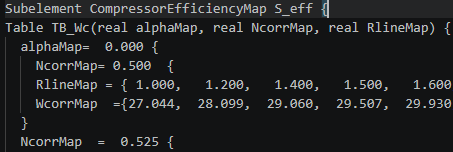 Subelement CompressorEfficiencyMap S_eff {
Table TB_Wc(real alphaMap, real NcorrMap, real RlineMap) {
alphaMap= 0.000 {
NcorrMap= 0.500 {
RlineMap = { 1.000, 1.200, 1.400, 1.500, 1.600
WcorrMap ={27.044, 28.099, 29.060, 29.507, 29.930
}
NcorrMap = 0.525 {